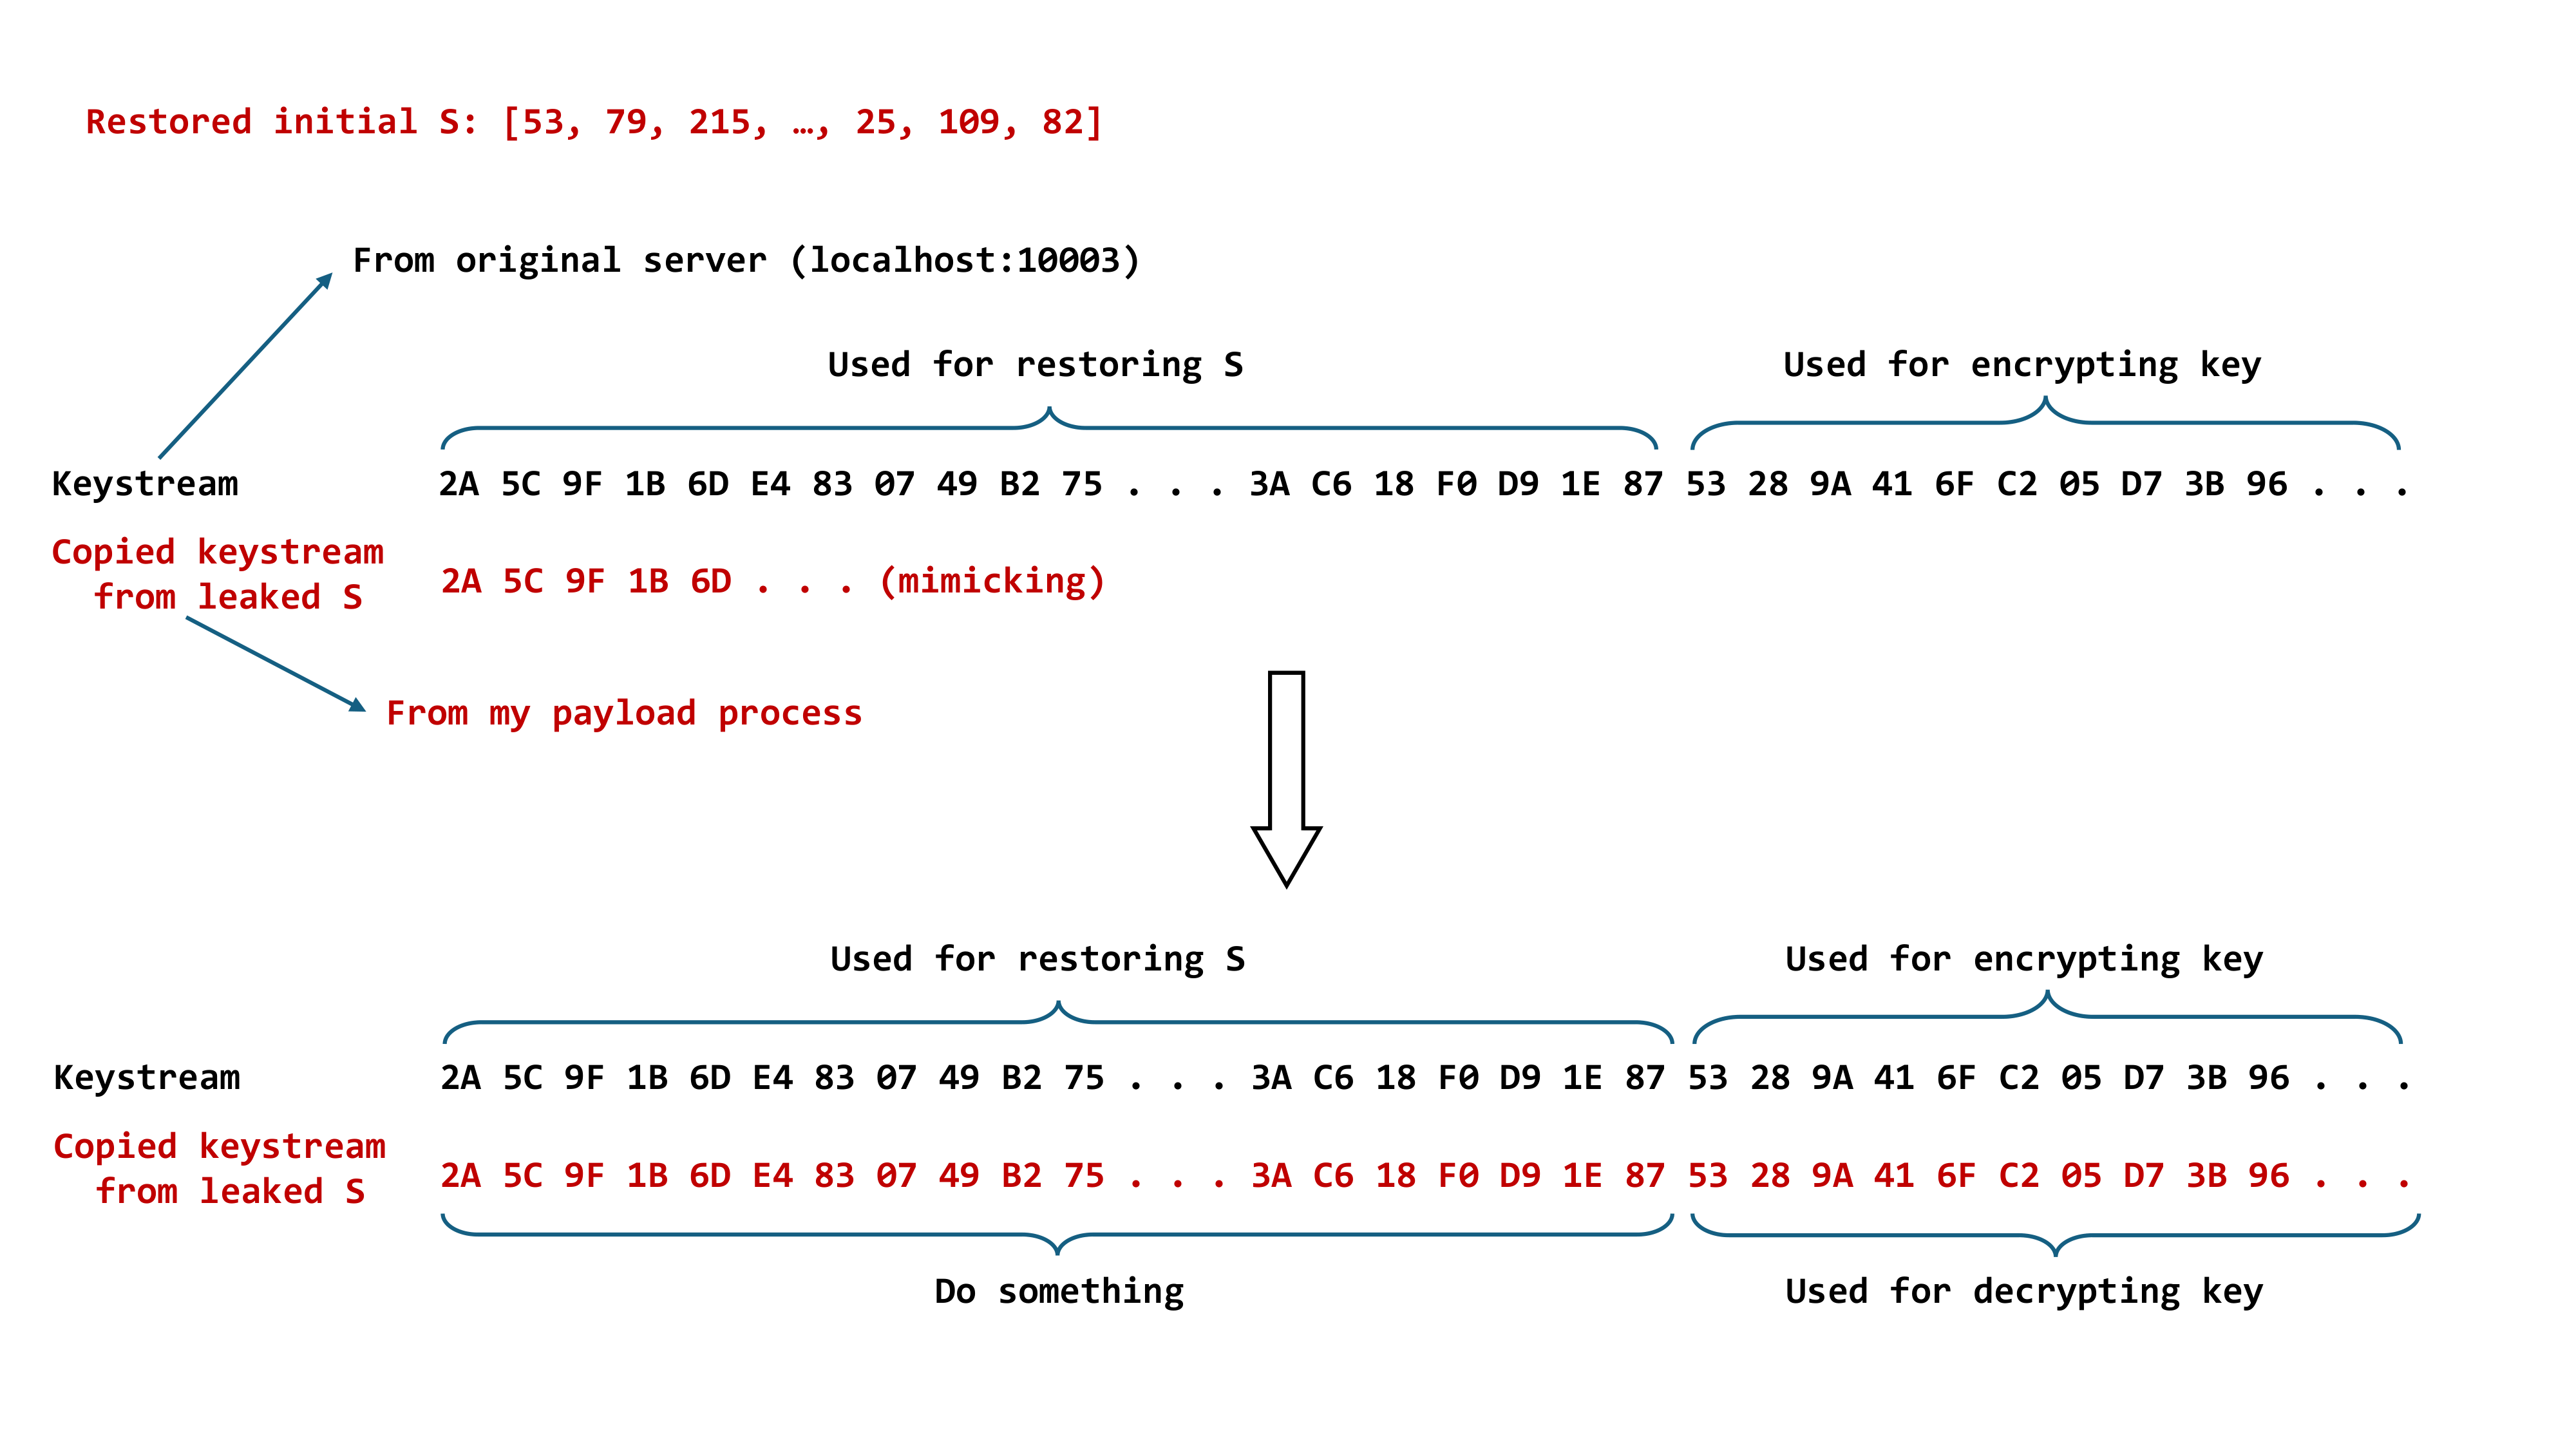 Restored initial S: [53, 79, 215, …, 25, 109, 82]
From original server (localhost:10003)
Used for restoring S
Used for encrypting key
Keystream
2A 5C 9F 1B 6D E4 83 07 49 B2 75 . . . 3A C6 18 F0 D9 1E 87 53 28 9A 41 6F C2 05 D7 3B 96 . . .
Copied keystream
from leaked S
2A 5C 9F 1B 6D . . . (mimicking)
From my payload process
Used for restoring S
Used for encrypting key
Keystream
2A 5C 9F 1B 6D E4 83 07 49 B2 75 . . . 3A C6 18 F0 D9 1E 87 53 28 9A 41 6F C2 05 D7 3B 96 . . .
Copied keystream
from leaked S
2A 5C 9F 1B 6D E4 83 07 49 B2 75 . . . 3A C6 18 F0 D9 1E 87 53 28 9A 41 6F C2 05 D7 3B 96 . . .
Do something
Used for decrypting key